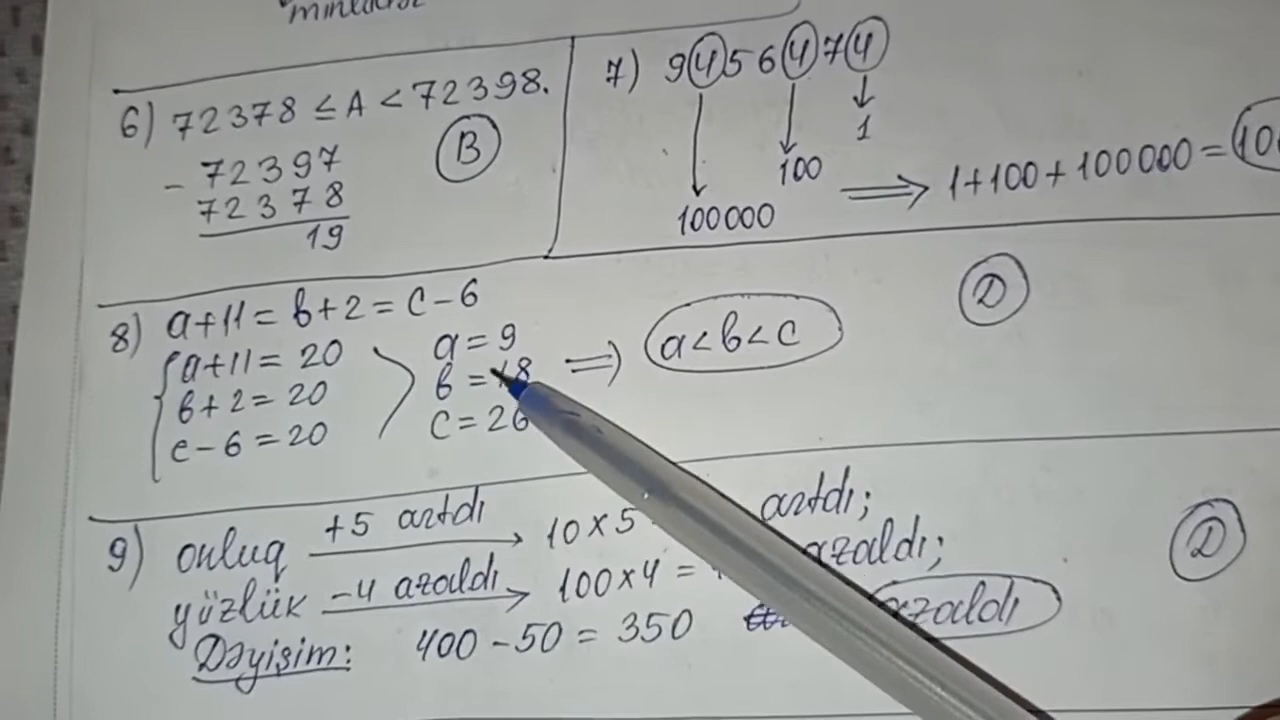 6) 72378 ≤ A < 72398.
- 72397
72378
19
B
7) 9456474
1
100
100000
⟹ 1+100+100000=
8) a+11=b+2=c-6
a+11=20
b+2=20
c-6=20
a=9
b=18
c=26
⟹ a<b<c
D
9) onluq +5 artdı 10×5 artdı;
yüzlük -4 azaldı 100×4 = azaldı;
Dəyişim: 400-50=350 azaldı
D